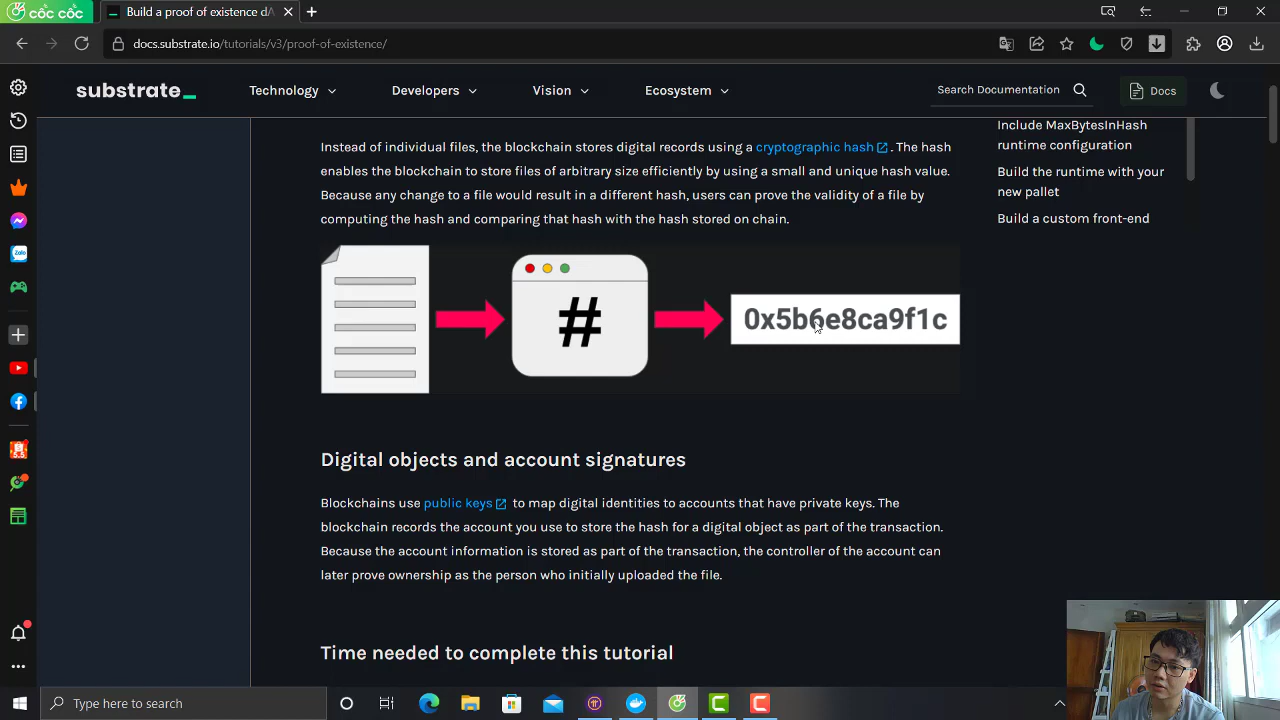 cốc cốc
Build a proof of existence dA
docs.substrate.io/tutorials/v3/proof-of-existence/
substrate_
Technology
Developers
Vision
Ecosystem
Search Documentation
Docs
Instead of individual files, the blockchain stores digital records using a cryptographic hash . The hash
enables the blockchain to store files of arbitrary size efficiently by using a small and unique hash value.
Because any change to a file would result in a different hash, users can prove the validity of a file by
computing the hash and comparing that hash with the hash stored on chain.
Include MaxBytesInHash
runtime configuration
Build the runtime with your
new pallet
Build a custom front-end
#
0x5b6e8ca9f1c
Zalo
Digital objects and account signatures
Blockchains use public keys to map digital identities to accounts that have private keys. The
blockchain records the account you use to store the hash for a digital object as part of the transaction.
Because the account information is stored as part of the transaction, the controller of the account can
later prove ownership as the person who initially uploaded the file.
Time needed to complete this tutorial
Type here to search